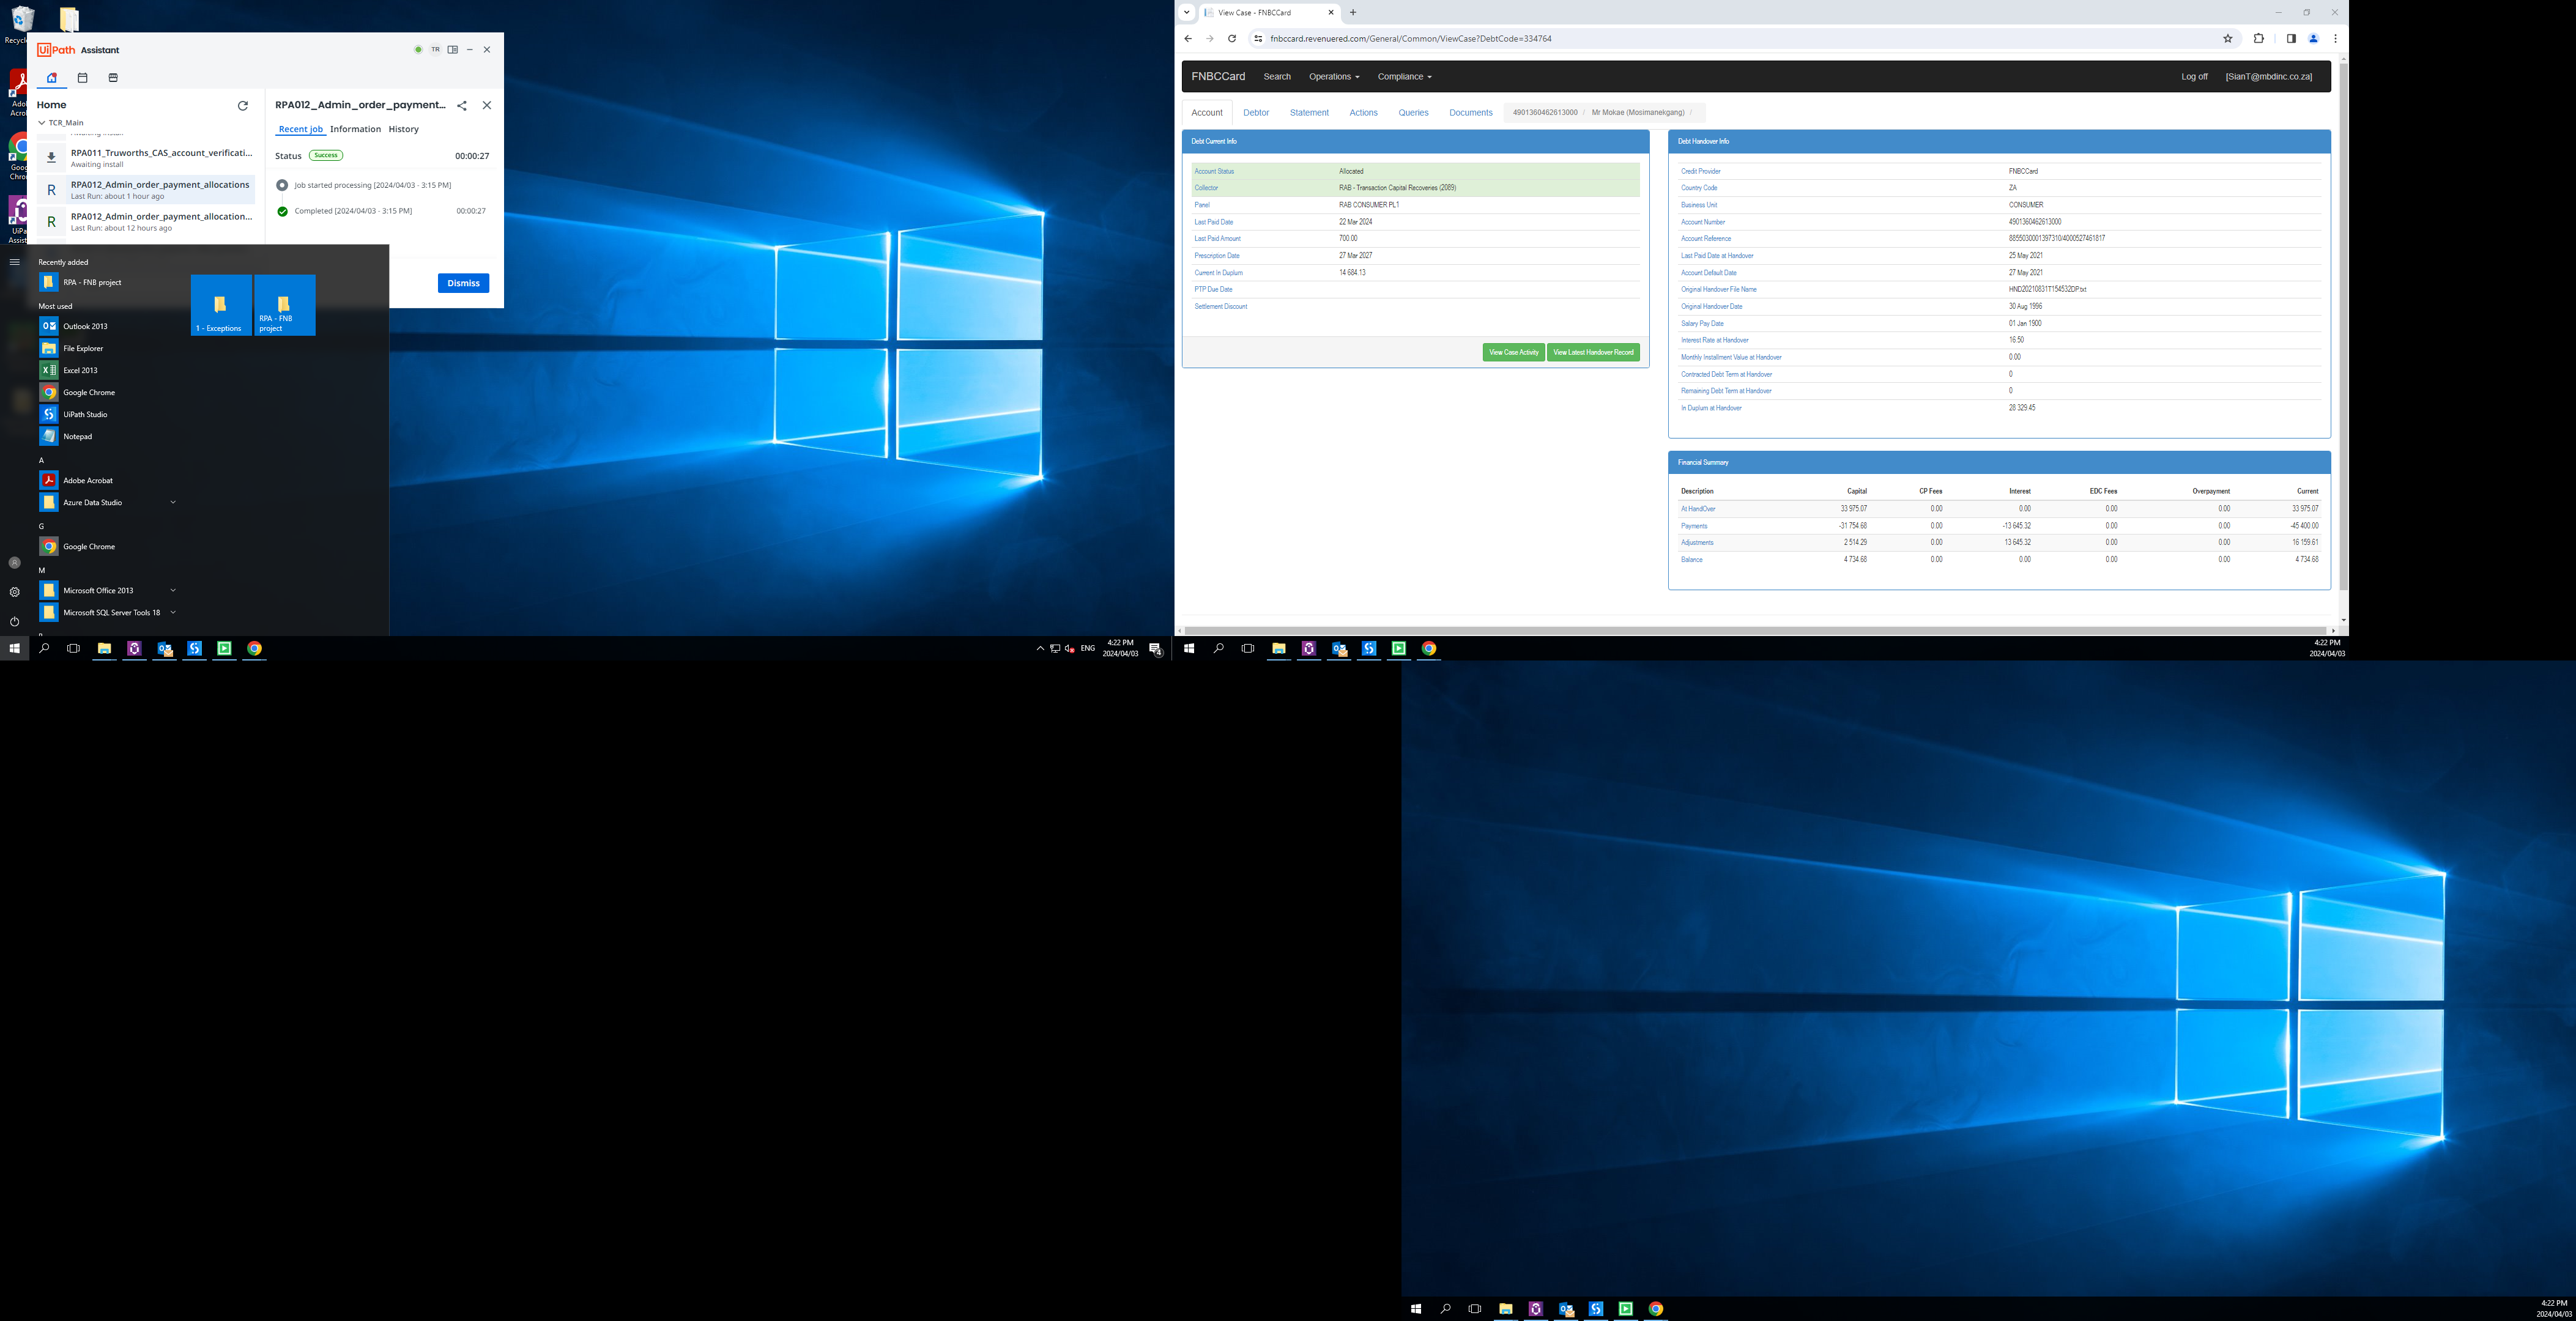 Recycle
Adob
Acrob
Goog
Chro
UiPa
Assist
UiPath Assistant
TR
Home
TCR_Main
Awaiting install
RPA011_Truworths_CAS_account_verificati...
Awaiting install
RPA012_Admin_order_payment_allocations
Last Run: about 1 hour ago
RPA012_Admin_order_payment_allocation...
Last Run: about 12 hours ago
RPA012_Admin_order_payment...
Recent job Information History
Status Success 00:00:27
Job started processing [2024/04/03 - 3:15 PM]
Completed [2024/04/03 - 3:15 PM] 00:00:27
Dismiss
Recently added
RPA - FNB project
Most used
Outlook 2013
File Explorer
Excel 2013
Google Chrome
UiPath Studio
Notepad
A
Adobe Acrobat
Azure Data Studio
G
Google Chrome
M
Microsoft Office 2013
Microsoft SQL Server Tools 18
1 - Exceptions
RPA - FNB
project
ENG
4:22 PM
2024/04/03
4
View Case - FNBCCard
fnbccard.revenuered.com/General/Common/ViewCase?DebtCode=334764
FNBCCard Search Operations Compliance Log off [SianT@mbdinc.co.za]
Account Debtor Statement Actions Queries Documents 4901360462613000 / Mr Mokae (Mosimanekgang) /
Debt Current Info
Account Status Allocated
Collector RAB - Transaction Capital Recoveries (2089)
Panel RAB CONSUMER PL1
Last Paid Date 22 Mar 2024
Last Paid Amount 700.00
Prescription Date 27 Mar 2027
Current In Duplum 14 684.13
PTP Due Date
Settlement Discount
View Case Activity View Latest Handover Record
Debt Handover Info
Credit Provider FNBCCard
Country Code ZA
Business Unit CONSUMER
Account Number 4901360462613000
Account Reference 8855030001397310/4000527461817
Last Paid Date at Handover 25 May 2021
Account Default Date 27 May 2021
Original Handover File Name HND20210831T154532DP.txt
Original Handover Date 30 Aug 1996
Salary Pay Date 01 Jan 1900
Interest Rate at Handover 16.50
Monthly Installment Value at Handover 0.00
Contracted Debt Term at Handover 0
Remaining Debt Term at Handover 0
In Duplum at Handover 28 329.45
Financial Summary
Description Capital CP Fees Interest EDC Fees Overpayment Current
At HandOver 33 975.07 0.00 0.00 0.00 0.00 33 975.07
Payments -31 754.68 0.00 -13 645.32 0.00 0.00 -45 400.00
Adjustments 2 514.29 0.00 13 645.32 0.00 0.00 16 159.61
Balance 4 734.68 0.00 0.00 0.00 0.00 4 734.68
4:22 PM
2024/04/03
4:22 PM
2024/04/03